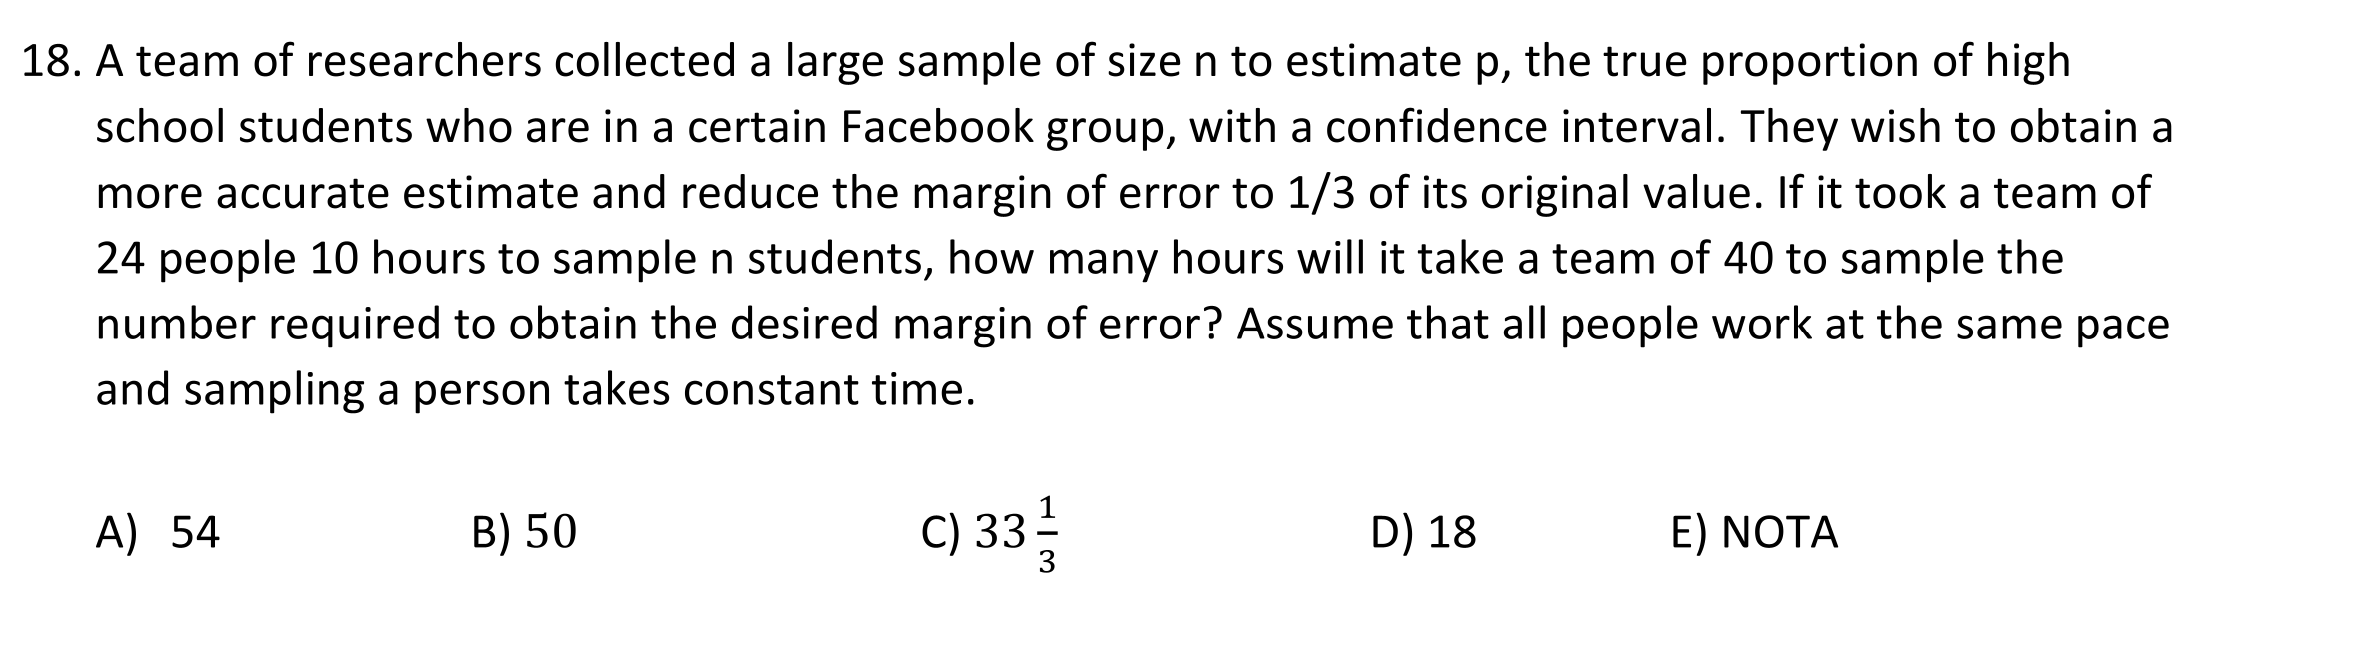 18. A team of researchers collected a large sample of size n to estimate p, the true proportion of high
school students who are in a certain Facebook group, with a confidence interval. They wish to obtain a
more accurate estimate and reduce the margin of error to 1/3 of its original value. If it took a team of
24 people 10 hours to sample n students, how many hours will it take a team of 40 to sample the
number required to obtain the desired margin of error? Assume that all people work at the same pace
and sampling a person takes constant time.
A) 54 B) 50 C) 33 1/3 D) 18 E) NOTA